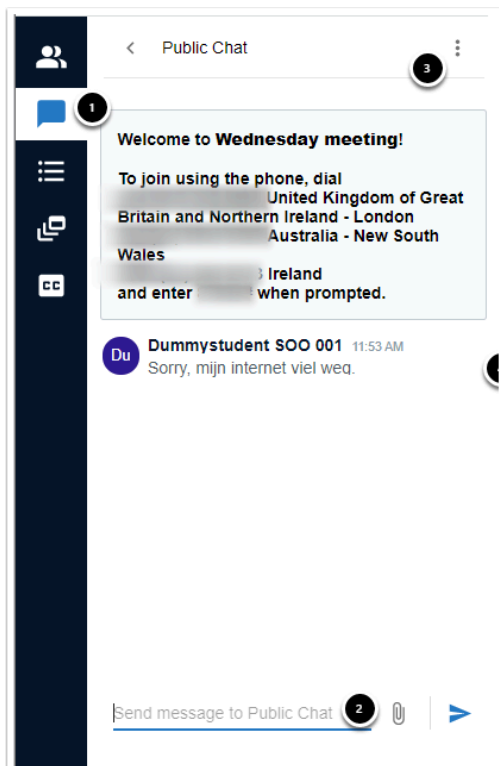 Public Chat
3
1
Welcome to Wednesday meeting!
To join using the phone, dial
United Kingdom of Great
Britain and Northern Ireland - London
Australia - New South
Wales
Ireland
and enter when prompted.
Du
Dummystudent SOO 001 11:53 AM
Sorry, mijn internet viel weg.
CC
Send message to Public Chat
2